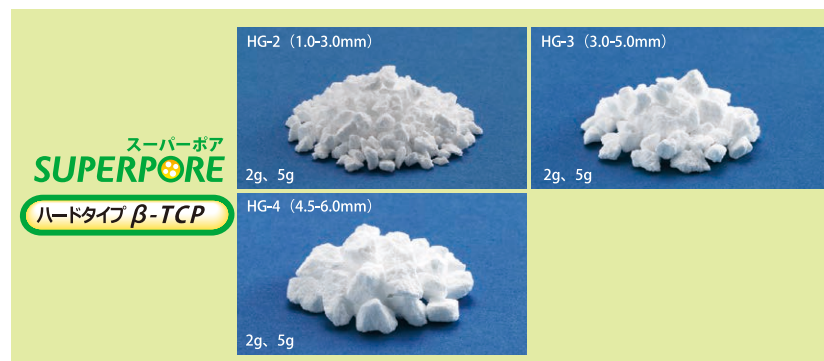 スーパーポア
SUPERPORE
ハードタイプ β-TCP
HG-2（1.0-3.0mm）
2g、5g
HG-3（3.0-5.0mm）
2g、5g
HG-4（4.5-6.0mm）
2g、5g